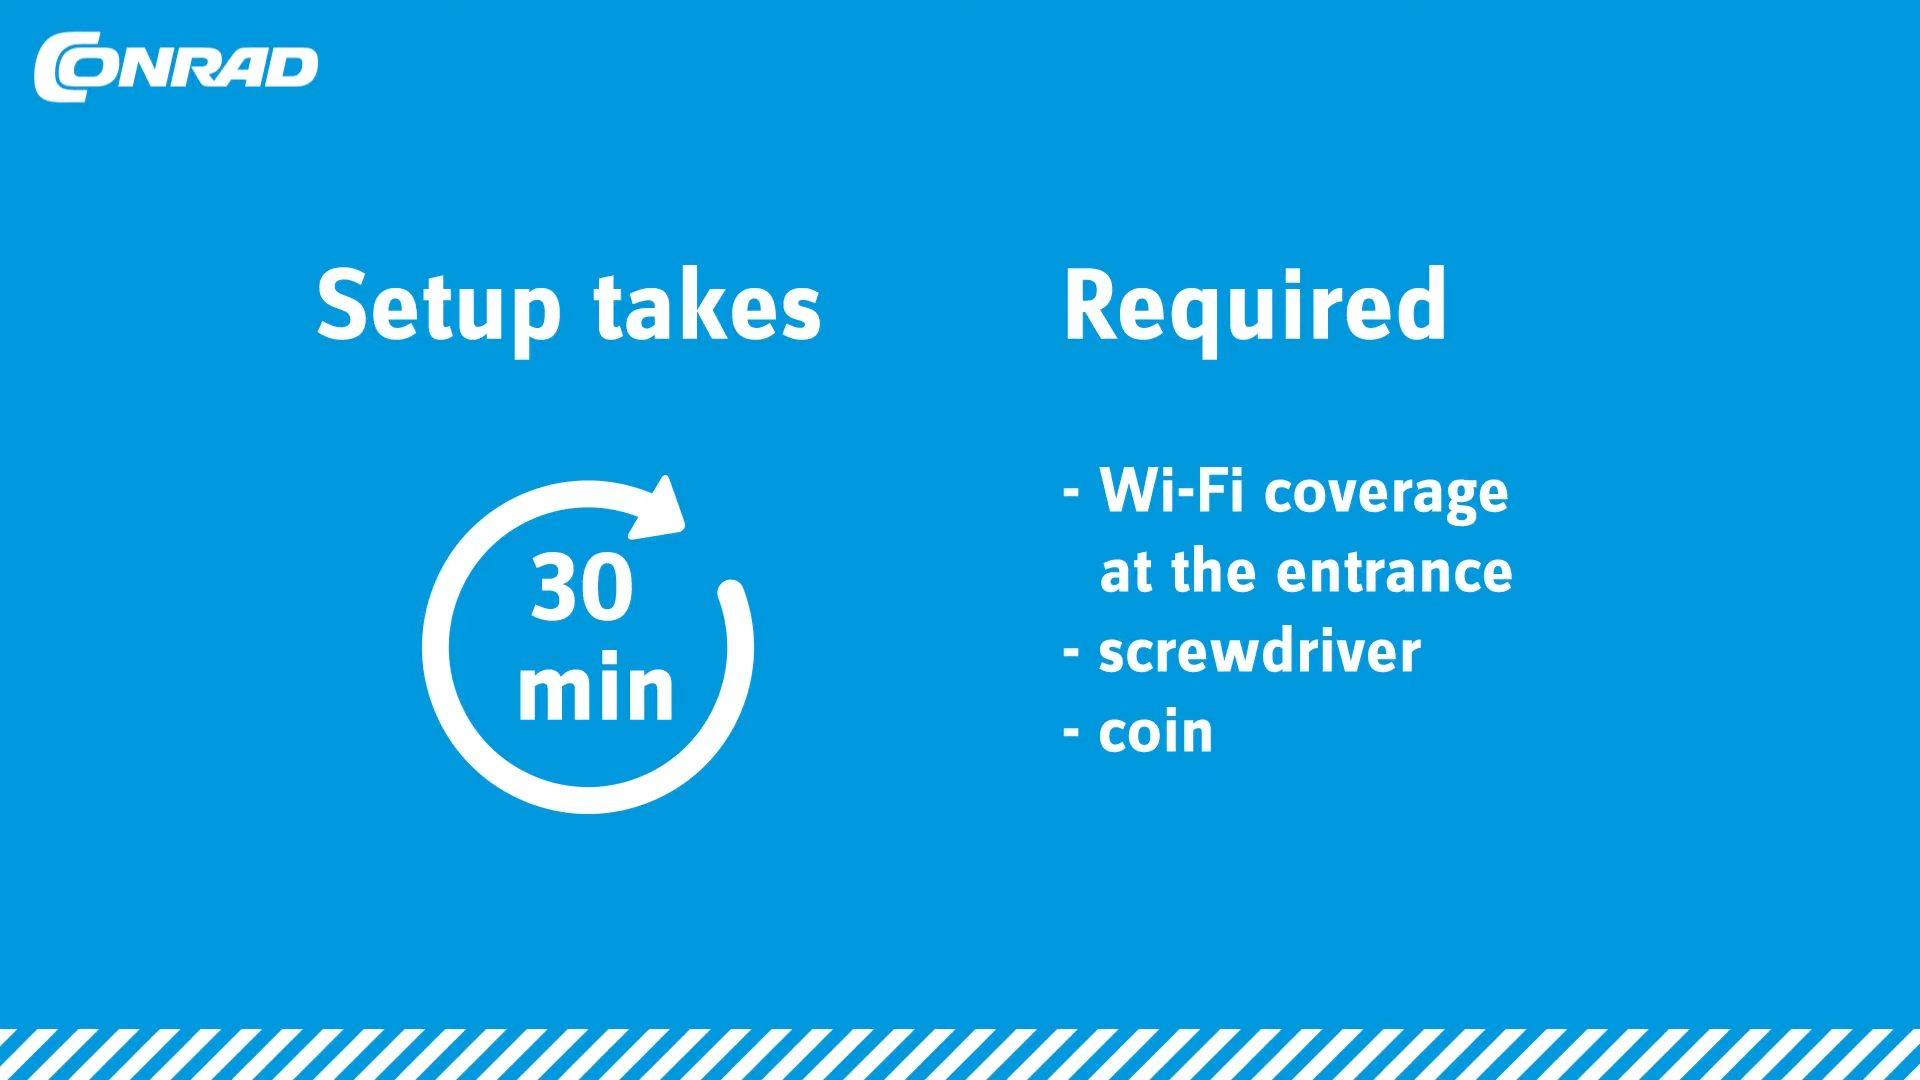 CONRAD
Setup takes
30
min
Required
- Wi-Fi coverage
at the entrance
- screwdriver
- coin